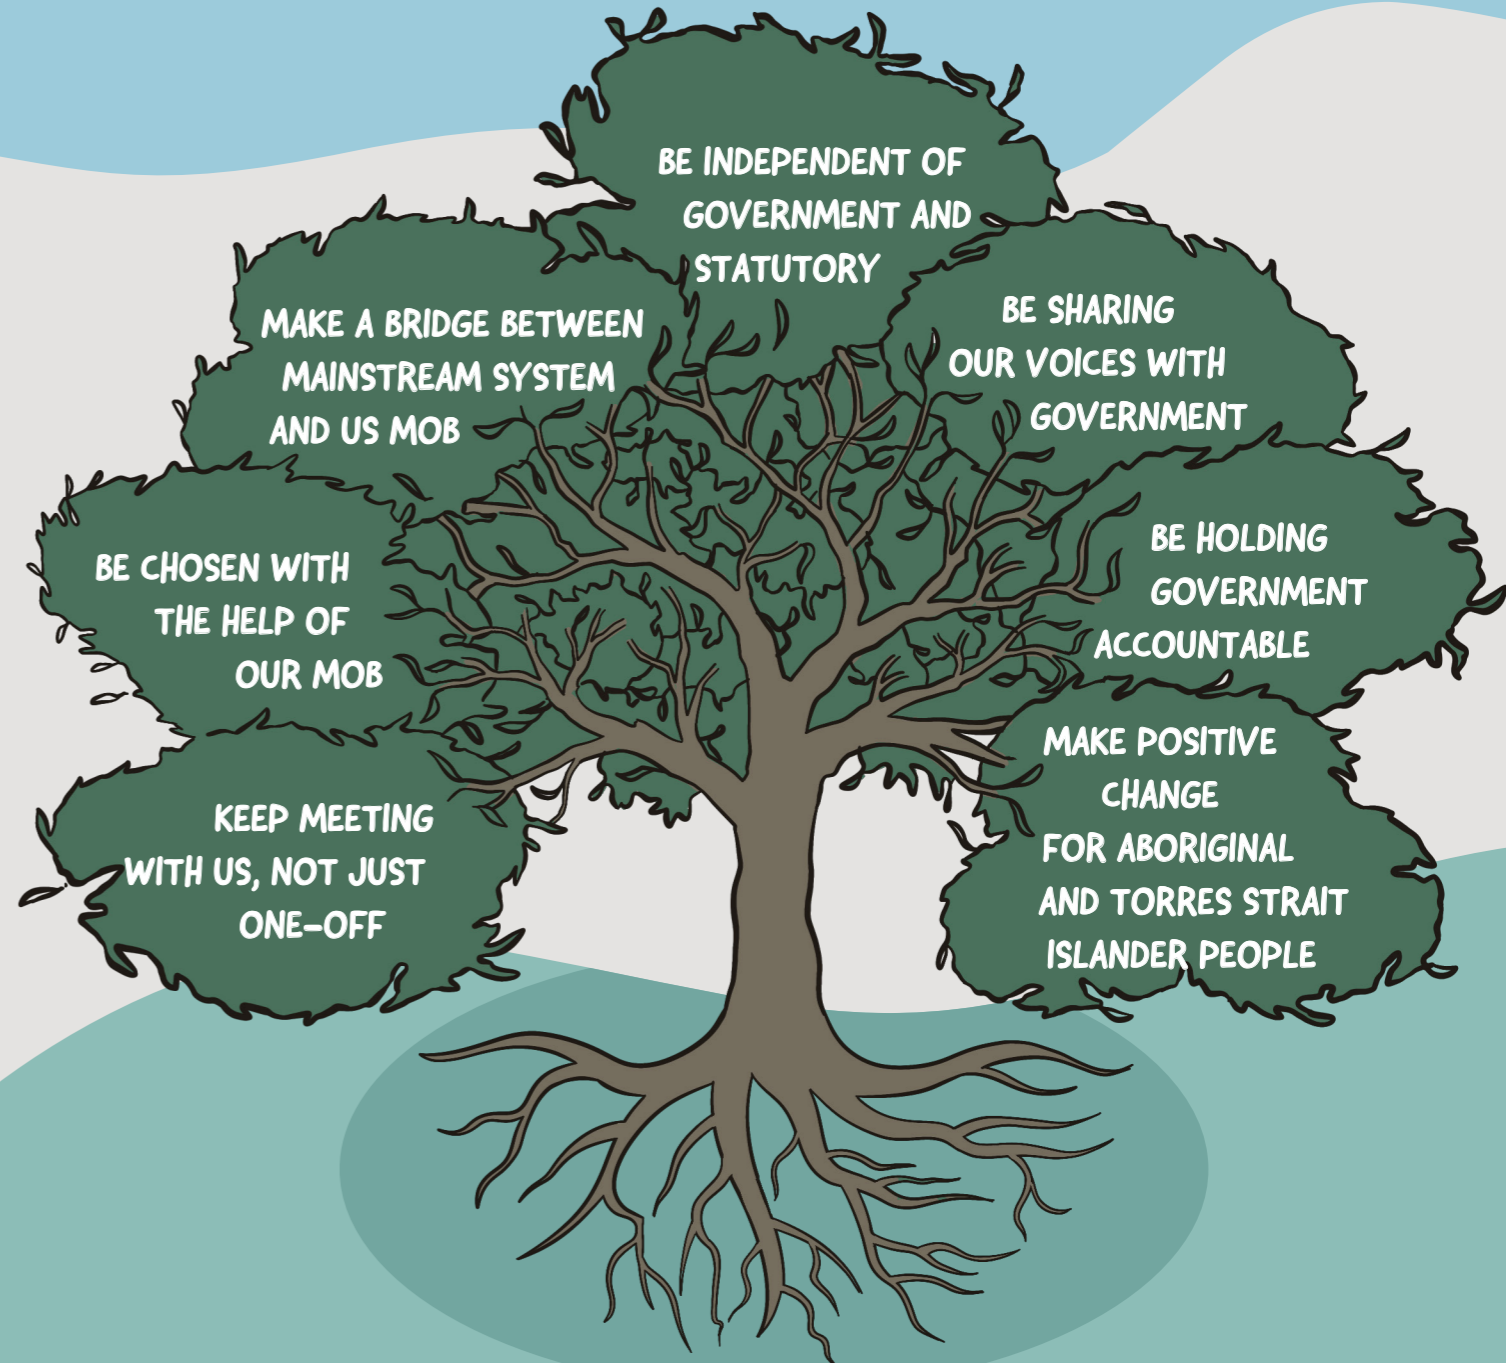 BE INDEPENDENT OF
GOVERNMENT AND
STATUTORY
MAKE A BRIDGE BETWEEN
MAINSTREAM SYSTEM
AND US MOB
BE SHARING
OUR VOICES WITH
GOVERNMENT
BE CHOSEN WITH
THE HELP OF
OUR MOB
BE HOLDING
GOVERNMENT
ACCOUNTABLE
KEEP MEETING
WITH US, NOT JUST
ONE-OFF
MAKE POSITIVE
CHANGE
FOR ABORIGINAL
AND TORRES STRAIT
ISLANDER PEOPLE